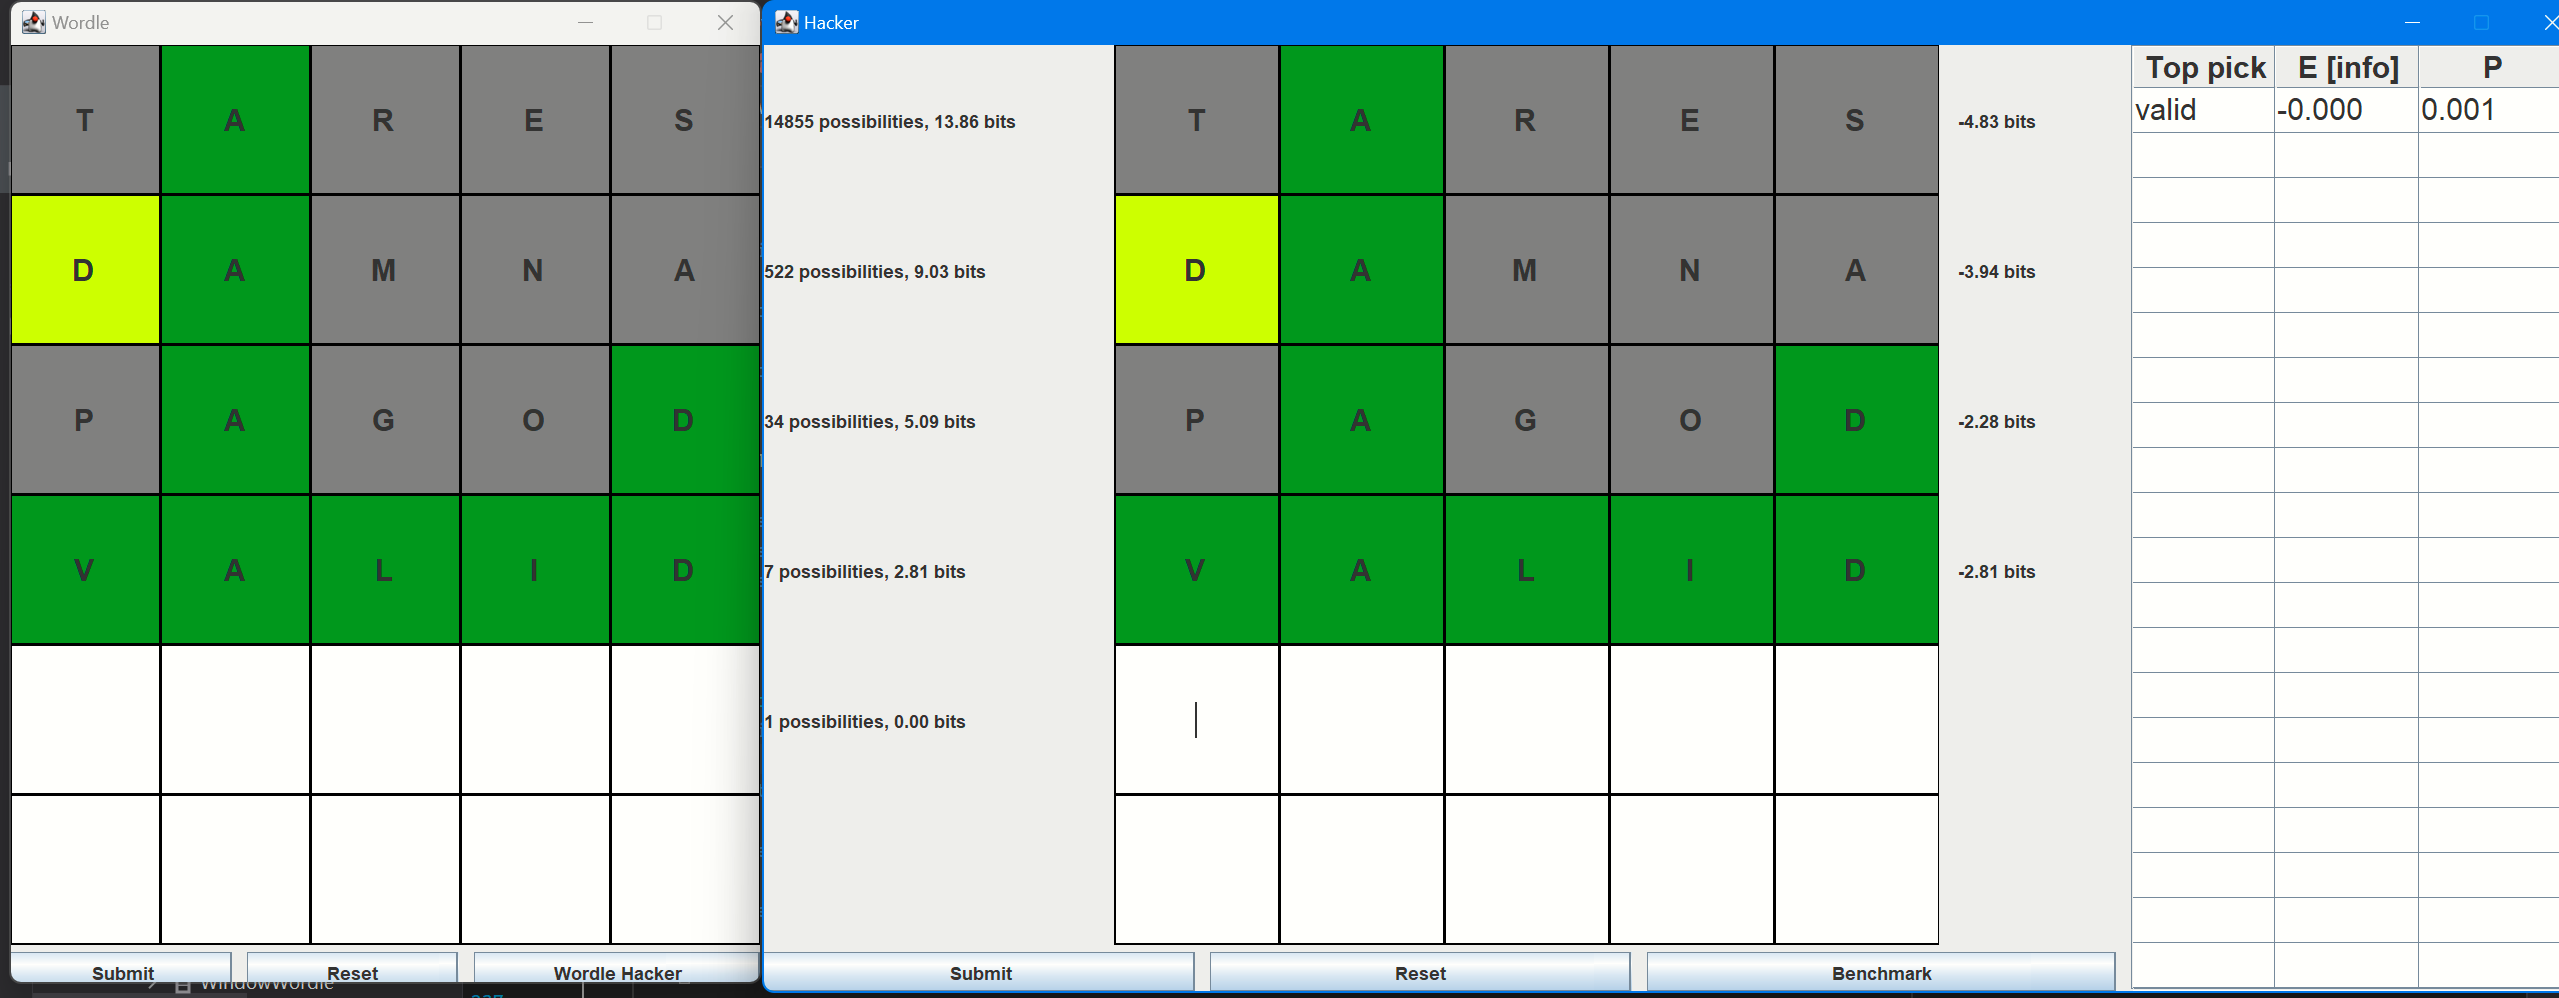 Wordle
T A R E S
D A M N A
P A G O D
V A L I D
Submit Reset Wordle Hacker
WindowWordle
Hacker
14855 possibilities, 13.86 bits T A R E S -4.83 bits
522 possibilities, 9.03 bits D A M N A -3.94 bits
34 possibilities, 5.09 bits P A G O D -2.28 bits
7 possibilities, 2.81 bits V A L I D -2.81 bits
1 possibilities, 0.00 bits
Submit Reset Benchmark
Top pick E [info] P
valid -0.000 0.001